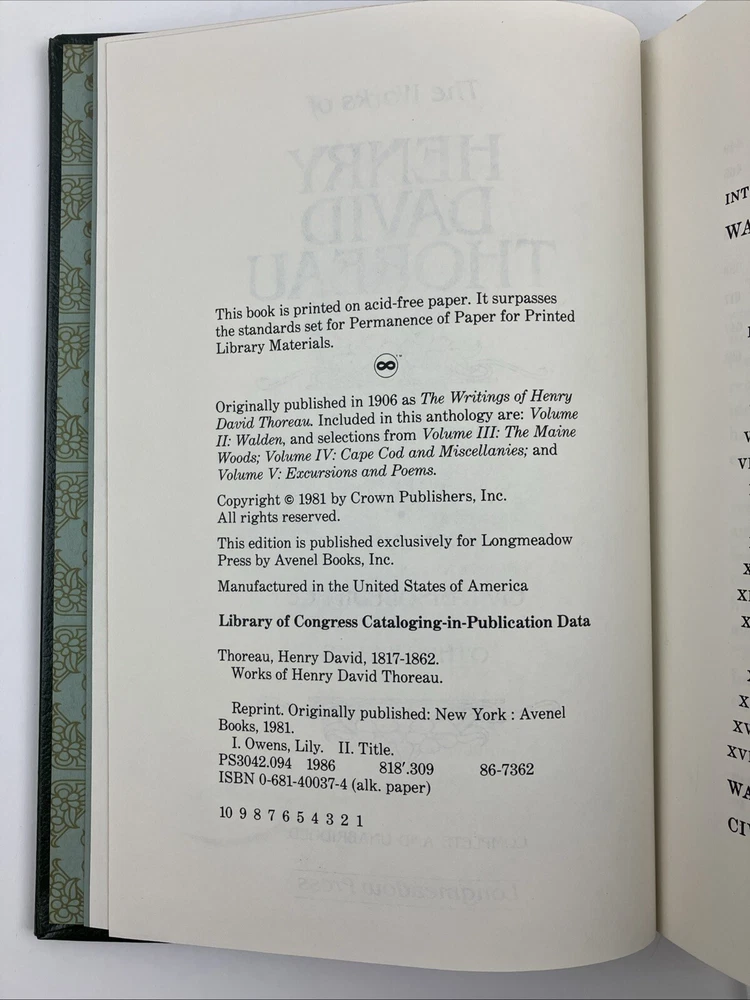 This book is printed on acid-free paper. It surpasses
the standards set for Permanence of Paper for Printed
Library Materials.
∞™
Originally published in 1906 as The Writings of Henry
David Thoreau. Included in this anthology are: Volume
II: Walden, and selections from Volume III: The Maine
Woods; Volume IV: Cape Cod and Miscellanies; and
Volume V: Excursions and Poems.
Copyright © 1981 by Crown Publishers, Inc.
All rights reserved.
This edition is published exclusively for Longmeadow
Press by Avenel Books, Inc.
Manufactured in the United States of America
Library of Congress Cataloging-in-Publication Data
Thoreau, Henry David, 1817-1862.
Works of Henry David Thoreau.
Reprint. Originally published: New York : Avenel
Books, 1981.
I. Owens, Lily. II. Title.
PS3042.094 1986 818'.309 86-7362
ISBN 0-681-40037-4 (alk. paper)
10 9 8 7 6 5 4 3 2 1